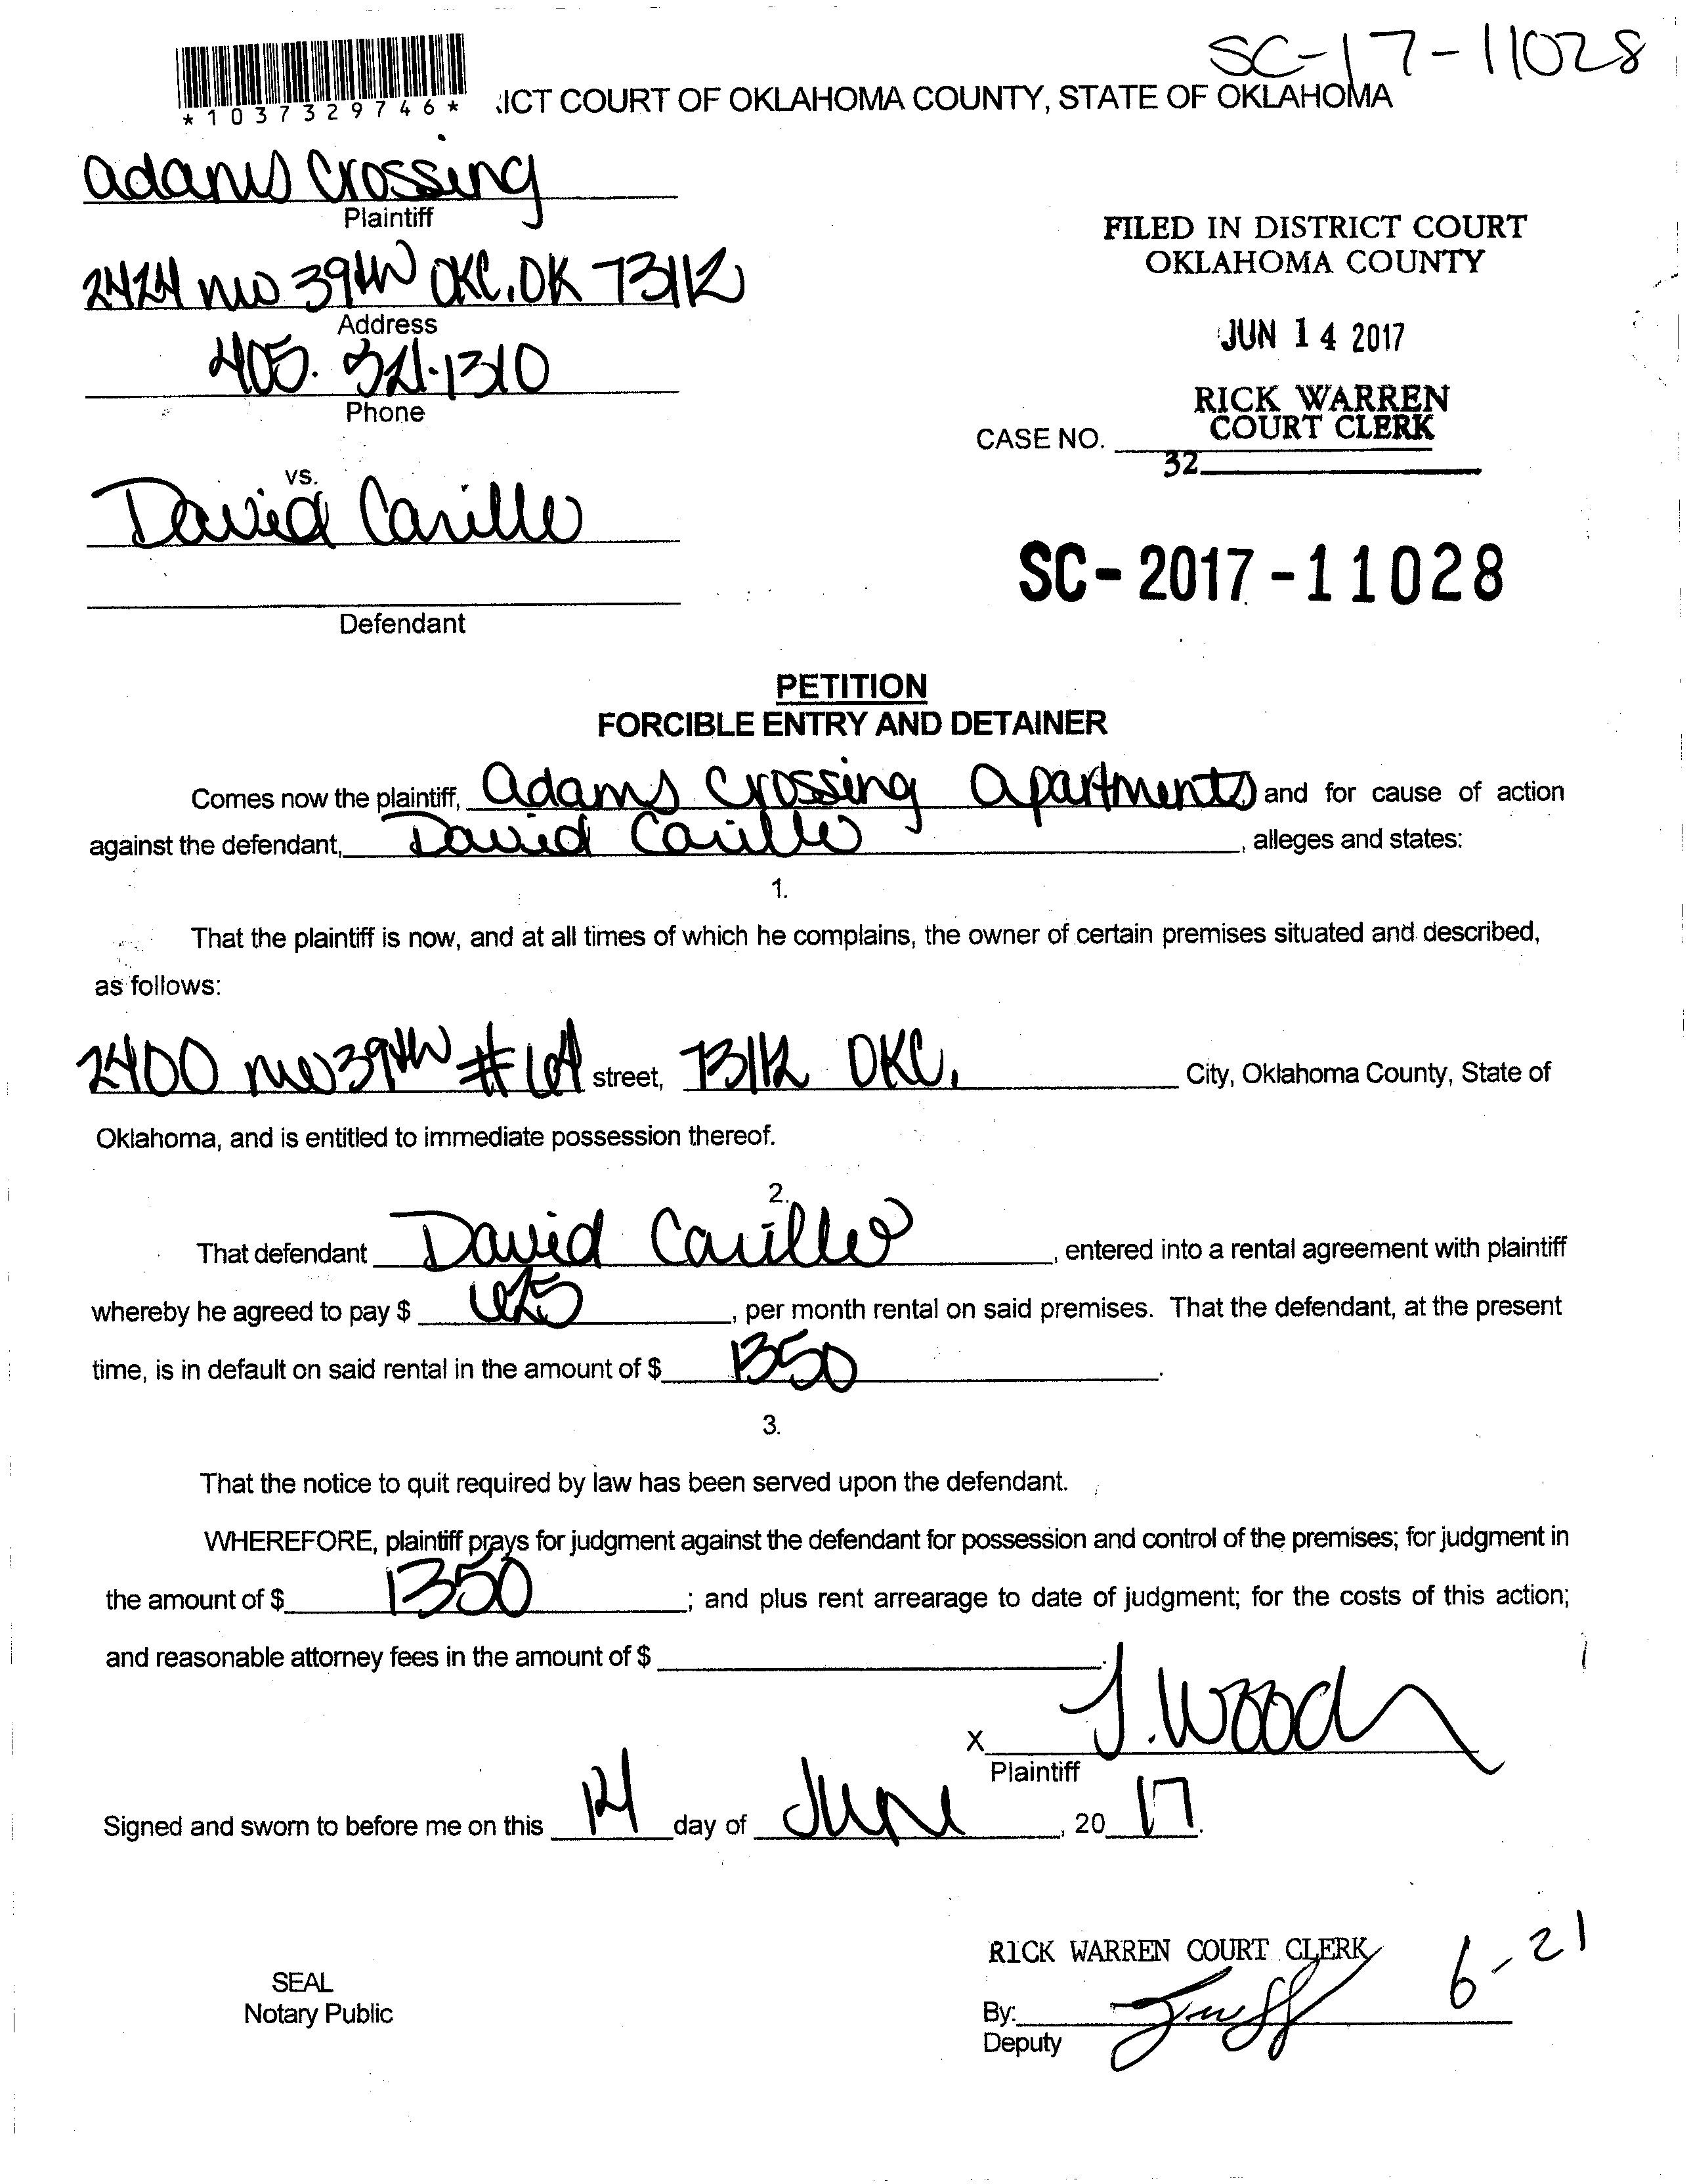 SC-17-11028
*1037329746*
ICT COURT OF OKLAHOMA COUNTY, STATE OF OKLAHOMA
Adams Crossing
Plaintiff
2424 NW 39th OKC, OK 73112
Address
405.
Phone
FILED IN DISTRICT COURT
OKLAHOMA COUNTY
JUN 14 2017
RICK WARREN
COURT CLERK
CASE NO.
32
vs.
David Carillo
Defendant
SC-2017-11028
PETITION
FORCIBLE ENTRY AND DETAINER
Comes now the plaintiff, Adams Crossing Apartments and for cause of action
against the defendant, David Carillo, alleges and states:
1.
That the plaintiff is now, and at all times of which he complains, the owner of certain premises situated and described,
as follows:
2400 NW 39th # street, 73112 OKC, City, Oklahoma County, State of
Oklahoma, and is entitled to immediate possession thereof.
2.
That defendant David Carillo, entered into a rental agreement with plaintiff
whereby he agreed to pay $ , per month rental on said premises. That the defendant, at the present
time, is in default on said rental in the amount of $ 1350.
3.
That the notice to quit required by law has been served upon the defendant.
WHEREFORE, plaintiff prays for judgment against the defendant for possession and control of the premises; for judgment in
the amount of $ 1350; and plus rent arrearage to date of judgment; for the costs of this action;
and reasonable attorney fees in the amount of $
X J. Woods
Plaintiff
Signed and sworn to before me on this 14 day of June, 2017.
RICK WARREN COURT CLERK
6-21
SEAL
Notary Public
By:
Deputy